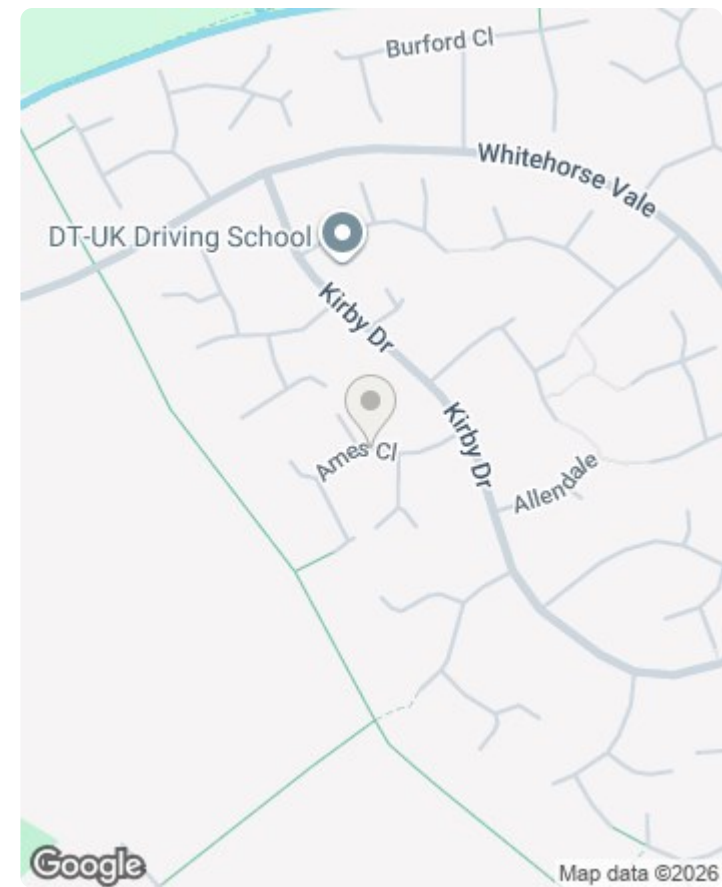 Burford Cl
Whitehorse Vale
DT-UK Driving School
Kirby Dr
Kirby Dr
Ames Cl
Allendale
Google
Map data ©2026